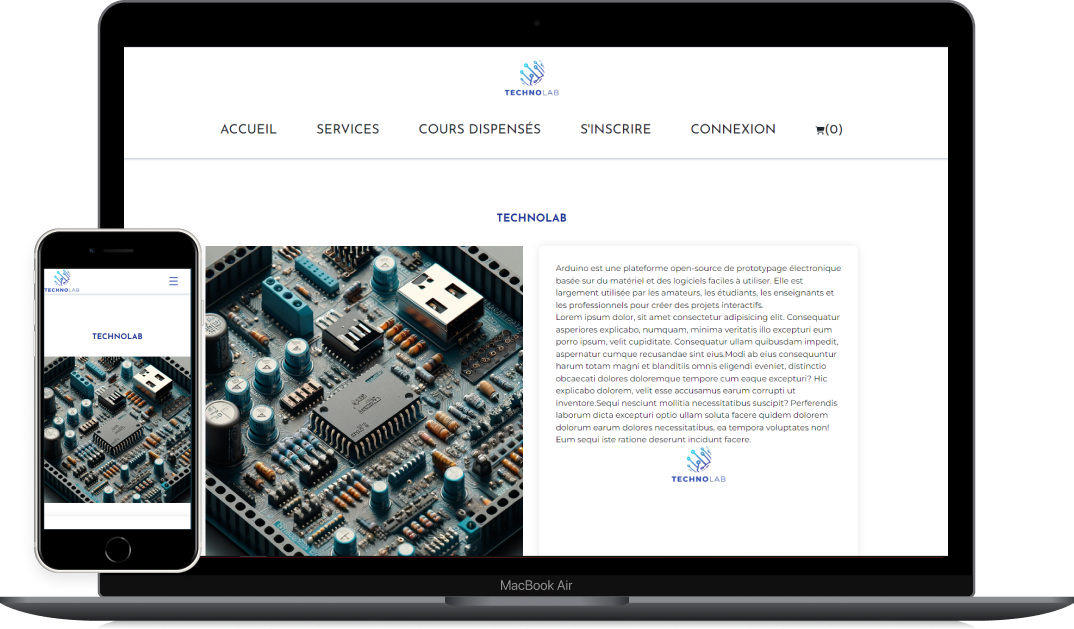 TECHNOLAB
ACCUEIL SERVICES COURS DISPENSÉS S'INSCRIRE CONNEXION (0)
TECHNOLAB
Arduino est une plateforme open-source de prototypage électronique
basée sur du matériel et des logiciels faciles à utiliser. Elle est
largement utilisée par les amateurs, les étudiants, les enseignants et
les professionnels pour créer des projets interactifs.
Lorem ipsum dolor, sit amet consectetur adipisicing elit. Consequatur
asperiores explicabo, numquam, minima veritatis illo excepturi eum
porro ipsum, velit cupiditate. Consequatur ullam quibusdam impedit,
aspernatur cumque recusandae sint eius.Modi ab eius consequuntur
harum totam magni et blanditiis omnis eligendi eveniet, distinctio
obcaecati dolores doloremque tempore cum eaque excepturi? Hic
explicabo dolorem, velit esse accusamus earum corrupti ut
inventore.Sequi nesciunt mollitia necessitatibus suscipit? Perferendis
laborum dicta excepturi optio ullam soluta facere quidem dolorem
dolorum earum dolores necessitatibus, ea tempora voluptates non!
Eum sequi iste ratione deserunt incidunt facere.
TECHNOLAB
TECHNOLAB
TECHNOLAB
MacBook Air